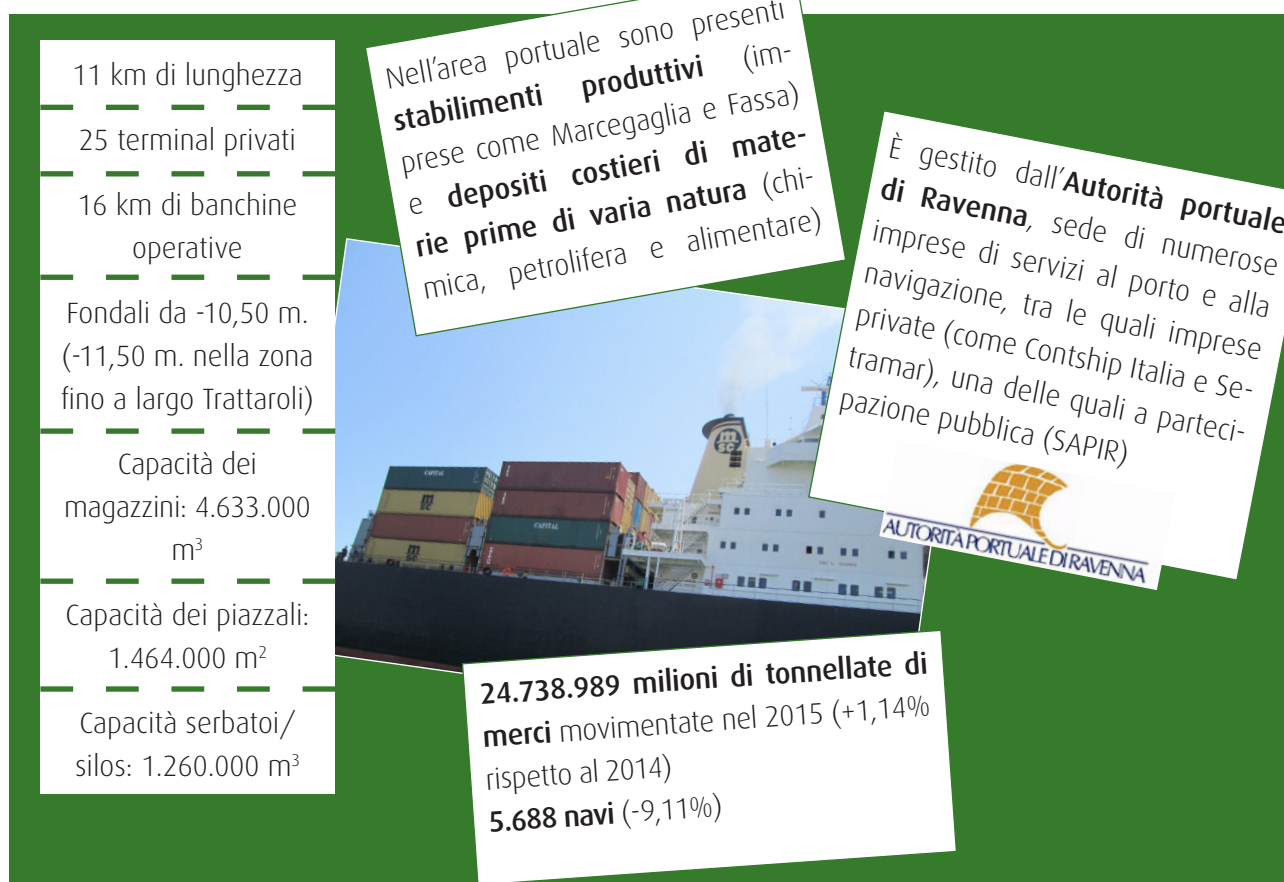 11 km di lunghezza
25 terminal privati
16 km di banchine
operative
Fondali da -10,50 m.
(-11,50 m. nella zona
fino a largo Trattaroli)
Capacità dei
magazzini: 4.633.000
m³
Capacità dei piazzali:
1.464.000 m²
Capacità serbatoi/
silos: 1.260.000 m³
Nell'area portuale sono presenti
stabilimenti produttivi (im-
prese come Marcegaglia e Fassa)
e depositi costieri di mate-
rie prime di varia natura (chi-
mica, petrolifera e alimentare)
È gestito dall'Autorità portuale
di Ravenna, sede di numerose
imprese di servizi al porto e alla
navigazione, tra le quali imprese
private (come Contship Italia e Se-
tramar), una delle quali a parteci-
pazione pubblica (SAPIR)
AUTORITÀ PORTUALE DI RAVENNA
m
sc
CAPITAL
m
sc
CAPITAL
m
24.738.989 milioni di tonnellate di
merci movimentate nel 2015 (+1,14%
rispetto al 2014)
5.688 navi (-9,11%)